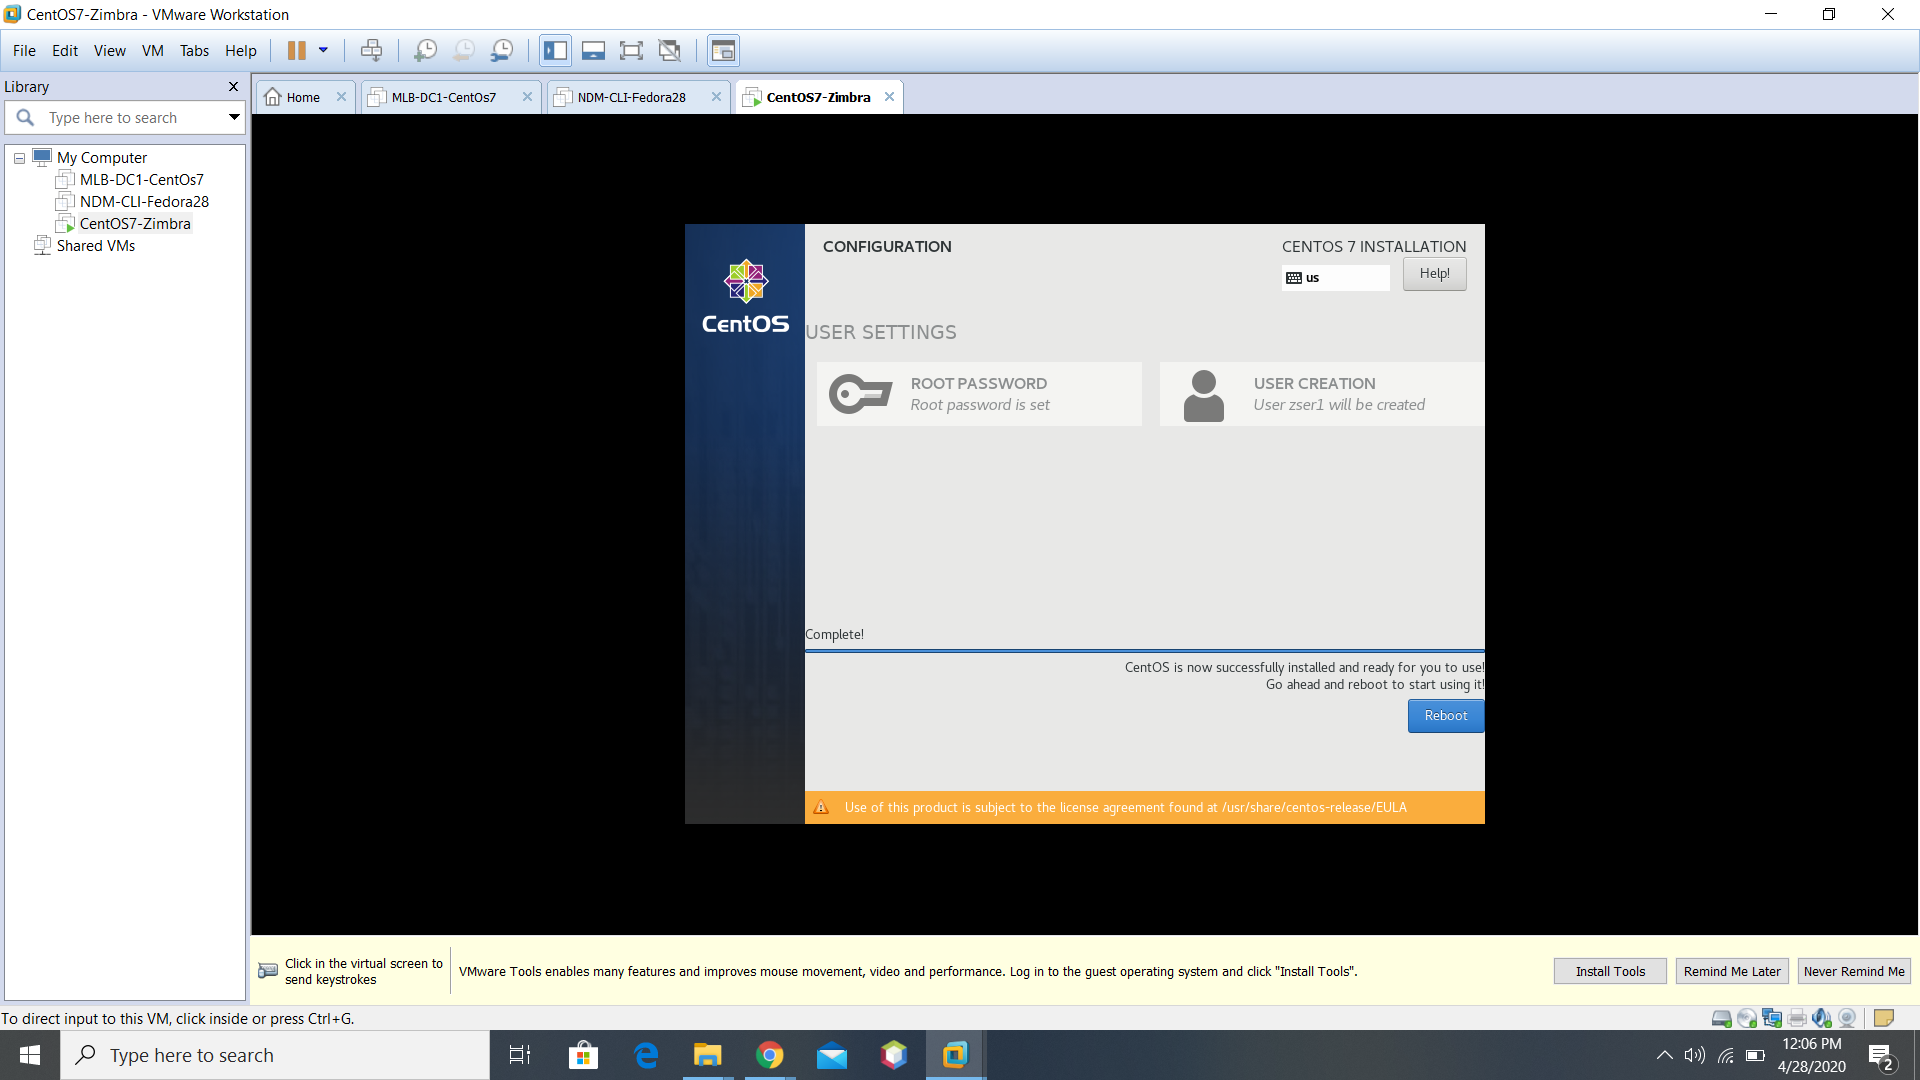 CentOS7-Zimbra - VMware Workstation
File Edit View VM Tabs Help
Library
Type here to search
My Computer
MLB-DC1-CentOs7
NDM-CLI-Fedora28
CentOS7-Zimbra
Shared VMs
Home
MLB-DC1-CentOs7
NDM-CLI-Fedora28
CentOS7-Zimbra
CentOS
CONFIGURATION
CENTOS 7 INSTALLATION
us
Help!
USER SETTINGS
ROOT PASSWORD
Root password is set
USER CREATION
User zser1 will be created
Complete!
CentOS is now successfully installed and ready for you to use!
Go ahead and reboot to start using it!
Reboot
Use of this product is subject to the license agreement found at /usr/share/centos-release/EULA
Click in the virtual screen to
send keystrokes
VMware Tools enables many features and improves mouse movement, video and performance. Log in to the guest operating system and click "Install Tools".
Install Tools
Remind Me Later
Never Remind Me
To direct input to this VM, click inside or press Ctrl+G.
Type here to search
12:06 PM
4/28/2020
2